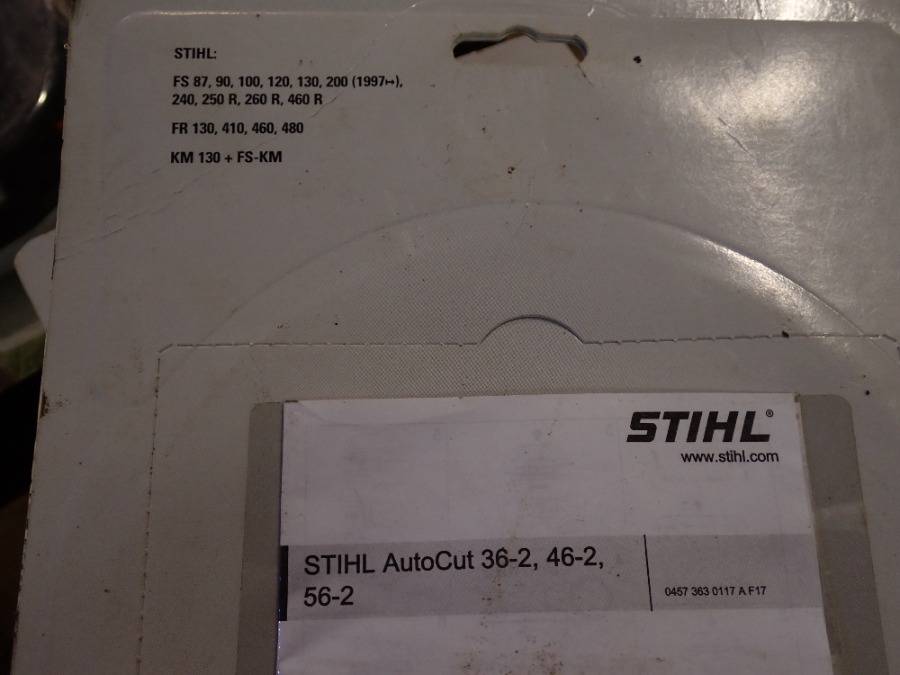 STIHL:
FS 87, 90, 100, 120, 130, 200 (1997↦),
240, 250 R, 260 R, 460 R
FR 130, 410, 460, 480
KM 130 + FS-KM
STIHL®
www.stihl.com
STIHL AutoCut 36-2, 46-2,
56-2
0457 363 0117 A F17